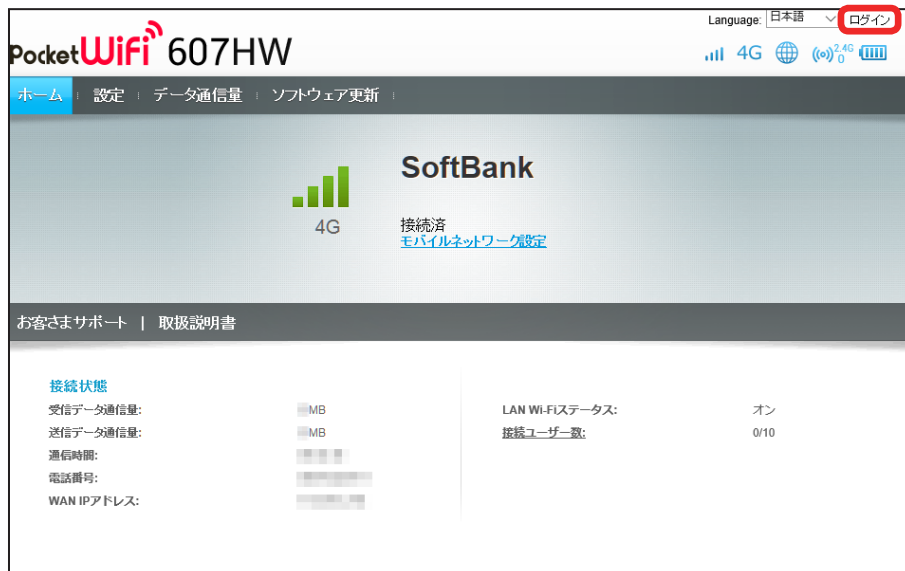 Language: 日本語 ログイン
PocketWiFi 607HW
4G 2.4G 0
ホーム 設定 データ通信量 ソフトウェア更新
SoftBank
4G
接続済
モバイルネットワーク設定
お客さまサポート | 取扱説明書
接続状態
受信データ通信量: MB
送信データ通信量: MB
通信時間:
電話番号:
WAN IPアドレス:
LAN Wi-Fiステータス: オン
接続ユーザー数: 0/10